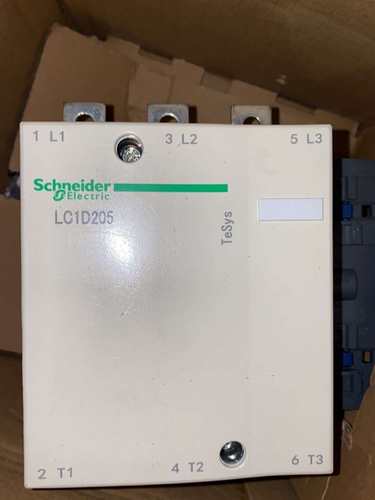 1 L1 3 L2 5 L3
Schneider
Electric
LC1D205
TeSys
2 T1 4 T2 6 T3